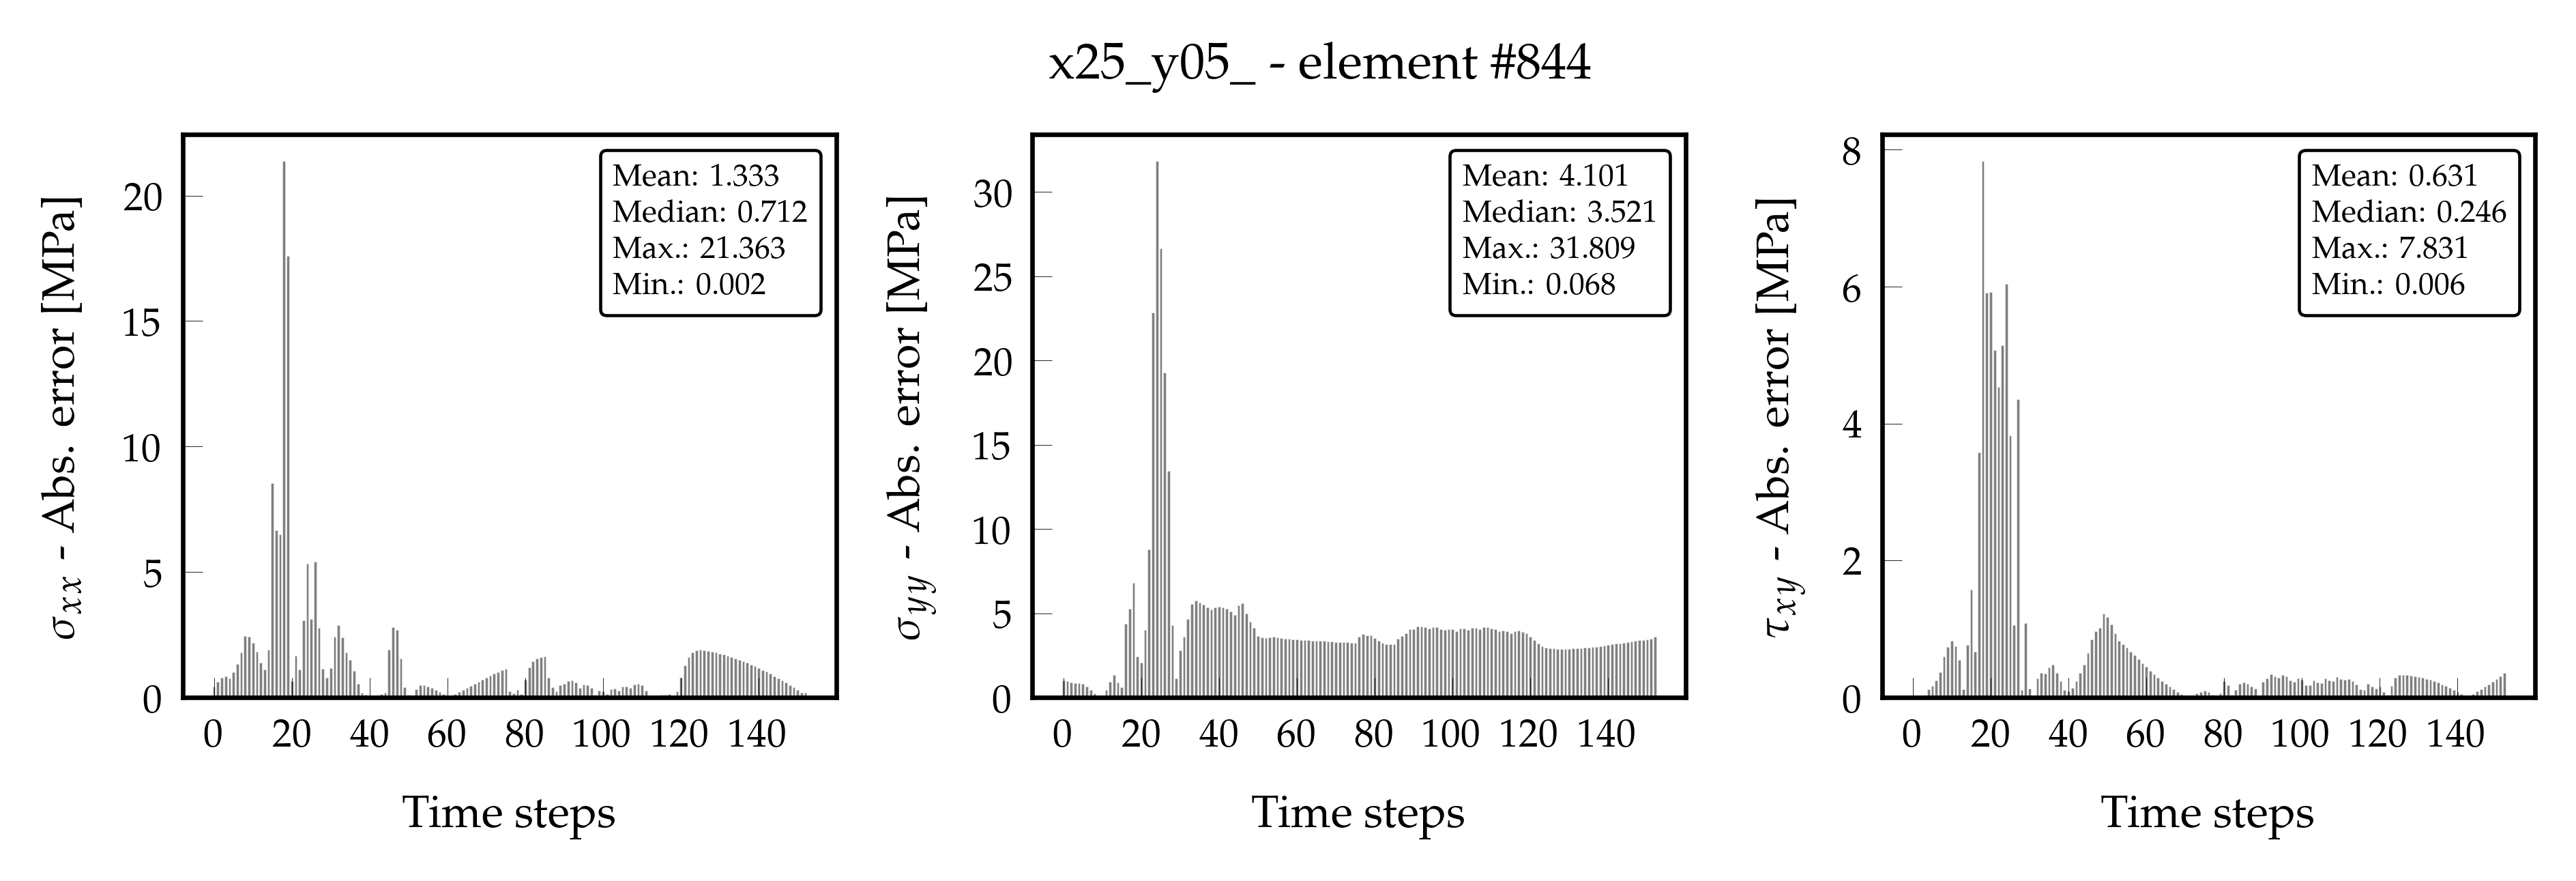 x25_y05_ - element #844
σxx - Abs. error [MPa]
20
15
10
5
0
0 20 40 60 80 100 120 140
Time steps
Mean: 1.333
Median: 0.712
Max.: 21.363
Min.: 0.002
σyy - Abs. error [MPa]
30
25
20
15
10
5
0
0 20 40 60 80 100 120 140
Time steps
Mean: 4.101
Median: 3.521
Max.: 31.809
Min.: 0.068
τxy - Abs. error [MPa]
8
6
4
2
0
0 20 40 60 80 100 120 140
Time steps
Mean: 0.631
Median: 0.246
Max.: 7.831
Min.: 0.006